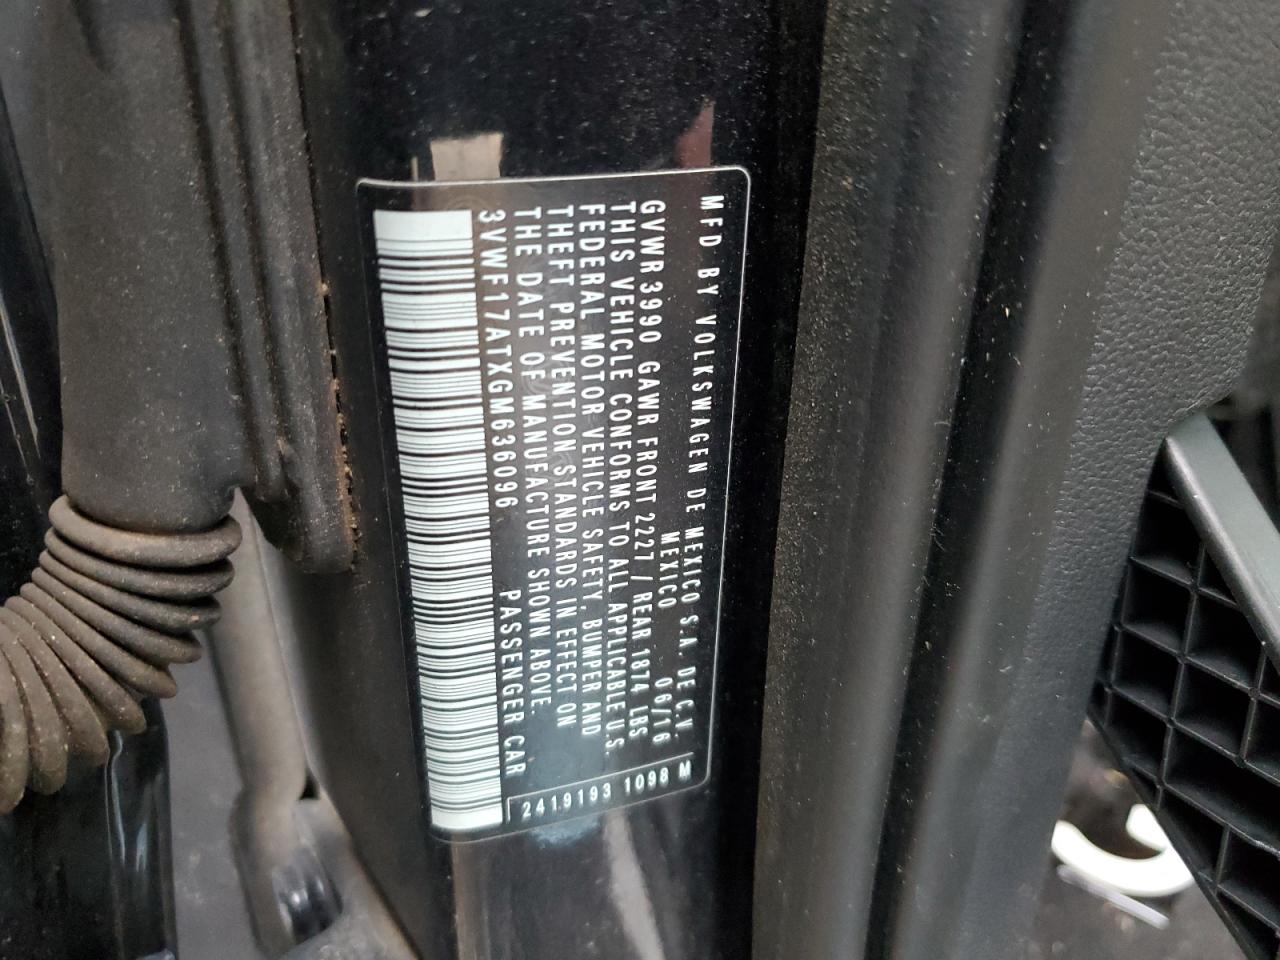 MFD BY VOLKSWAGEN DE MEXICO S.A. DE C.V.
MEXICO 06/16
GVWR3990 GAWR FRONT 2227 / REAR 1874 LBS
THIS VEHICLE CONFORMS TO ALL APPLICABLE U.S.
FEDERAL MOTOR VEHICLE SAFETY, BUMPER AND
THEFT PREVENTION STANDARDS IN EFFECT ON
THE DATE OF MANUFACTURE SHOWN ABOVE.
3VWF17ATXGM636096 PASSENGER CAR
2419193 1098 M